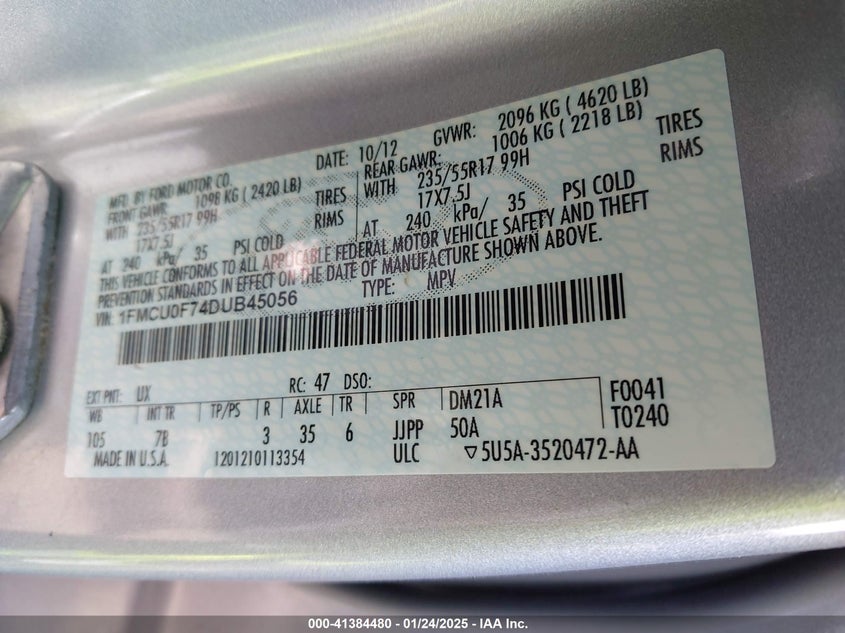 MFD. BY FORD MOTOR CO. DATE: 10/12 GVWR: 2096 KG ( 4620 LB)
FRONT GAWR: 1098 KG ( 2420 LB) REAR GAWR: 1006 KG ( 2218 LB)
WITH 235/55R17 99H TIRES WITH 235/55R17 99H TIRES
17X7.5J RIMS 17X7.5J RIMS
AT 240 kPa/ 35 PSI COLD AT 240 kPa/ 35 PSI COLD
THIS VEHICLE CONFORMS TO ALL APPLICABLE FEDERAL MOTOR VEHICLE SAFETY AND THEFT
PREVENTION STANDARDS IN EFFECT ON THE DATE OF MANUFACTURE SHOWN ABOVE.
VIN: 1FMCU0F74DUB45056 TYPE: MPV
EXT PNT: UX RC: 47 DSO:
WB INT TR TP/PS R AXLE TR SPR DM21A F0041
105 7B 3 35 6 JJPP 50A T0240
MADE IN U.S.A. 1201210113354 ULC ▽5U5A-3520472-AA
000-41384480 - 01/24/2025 - IAA Inc.